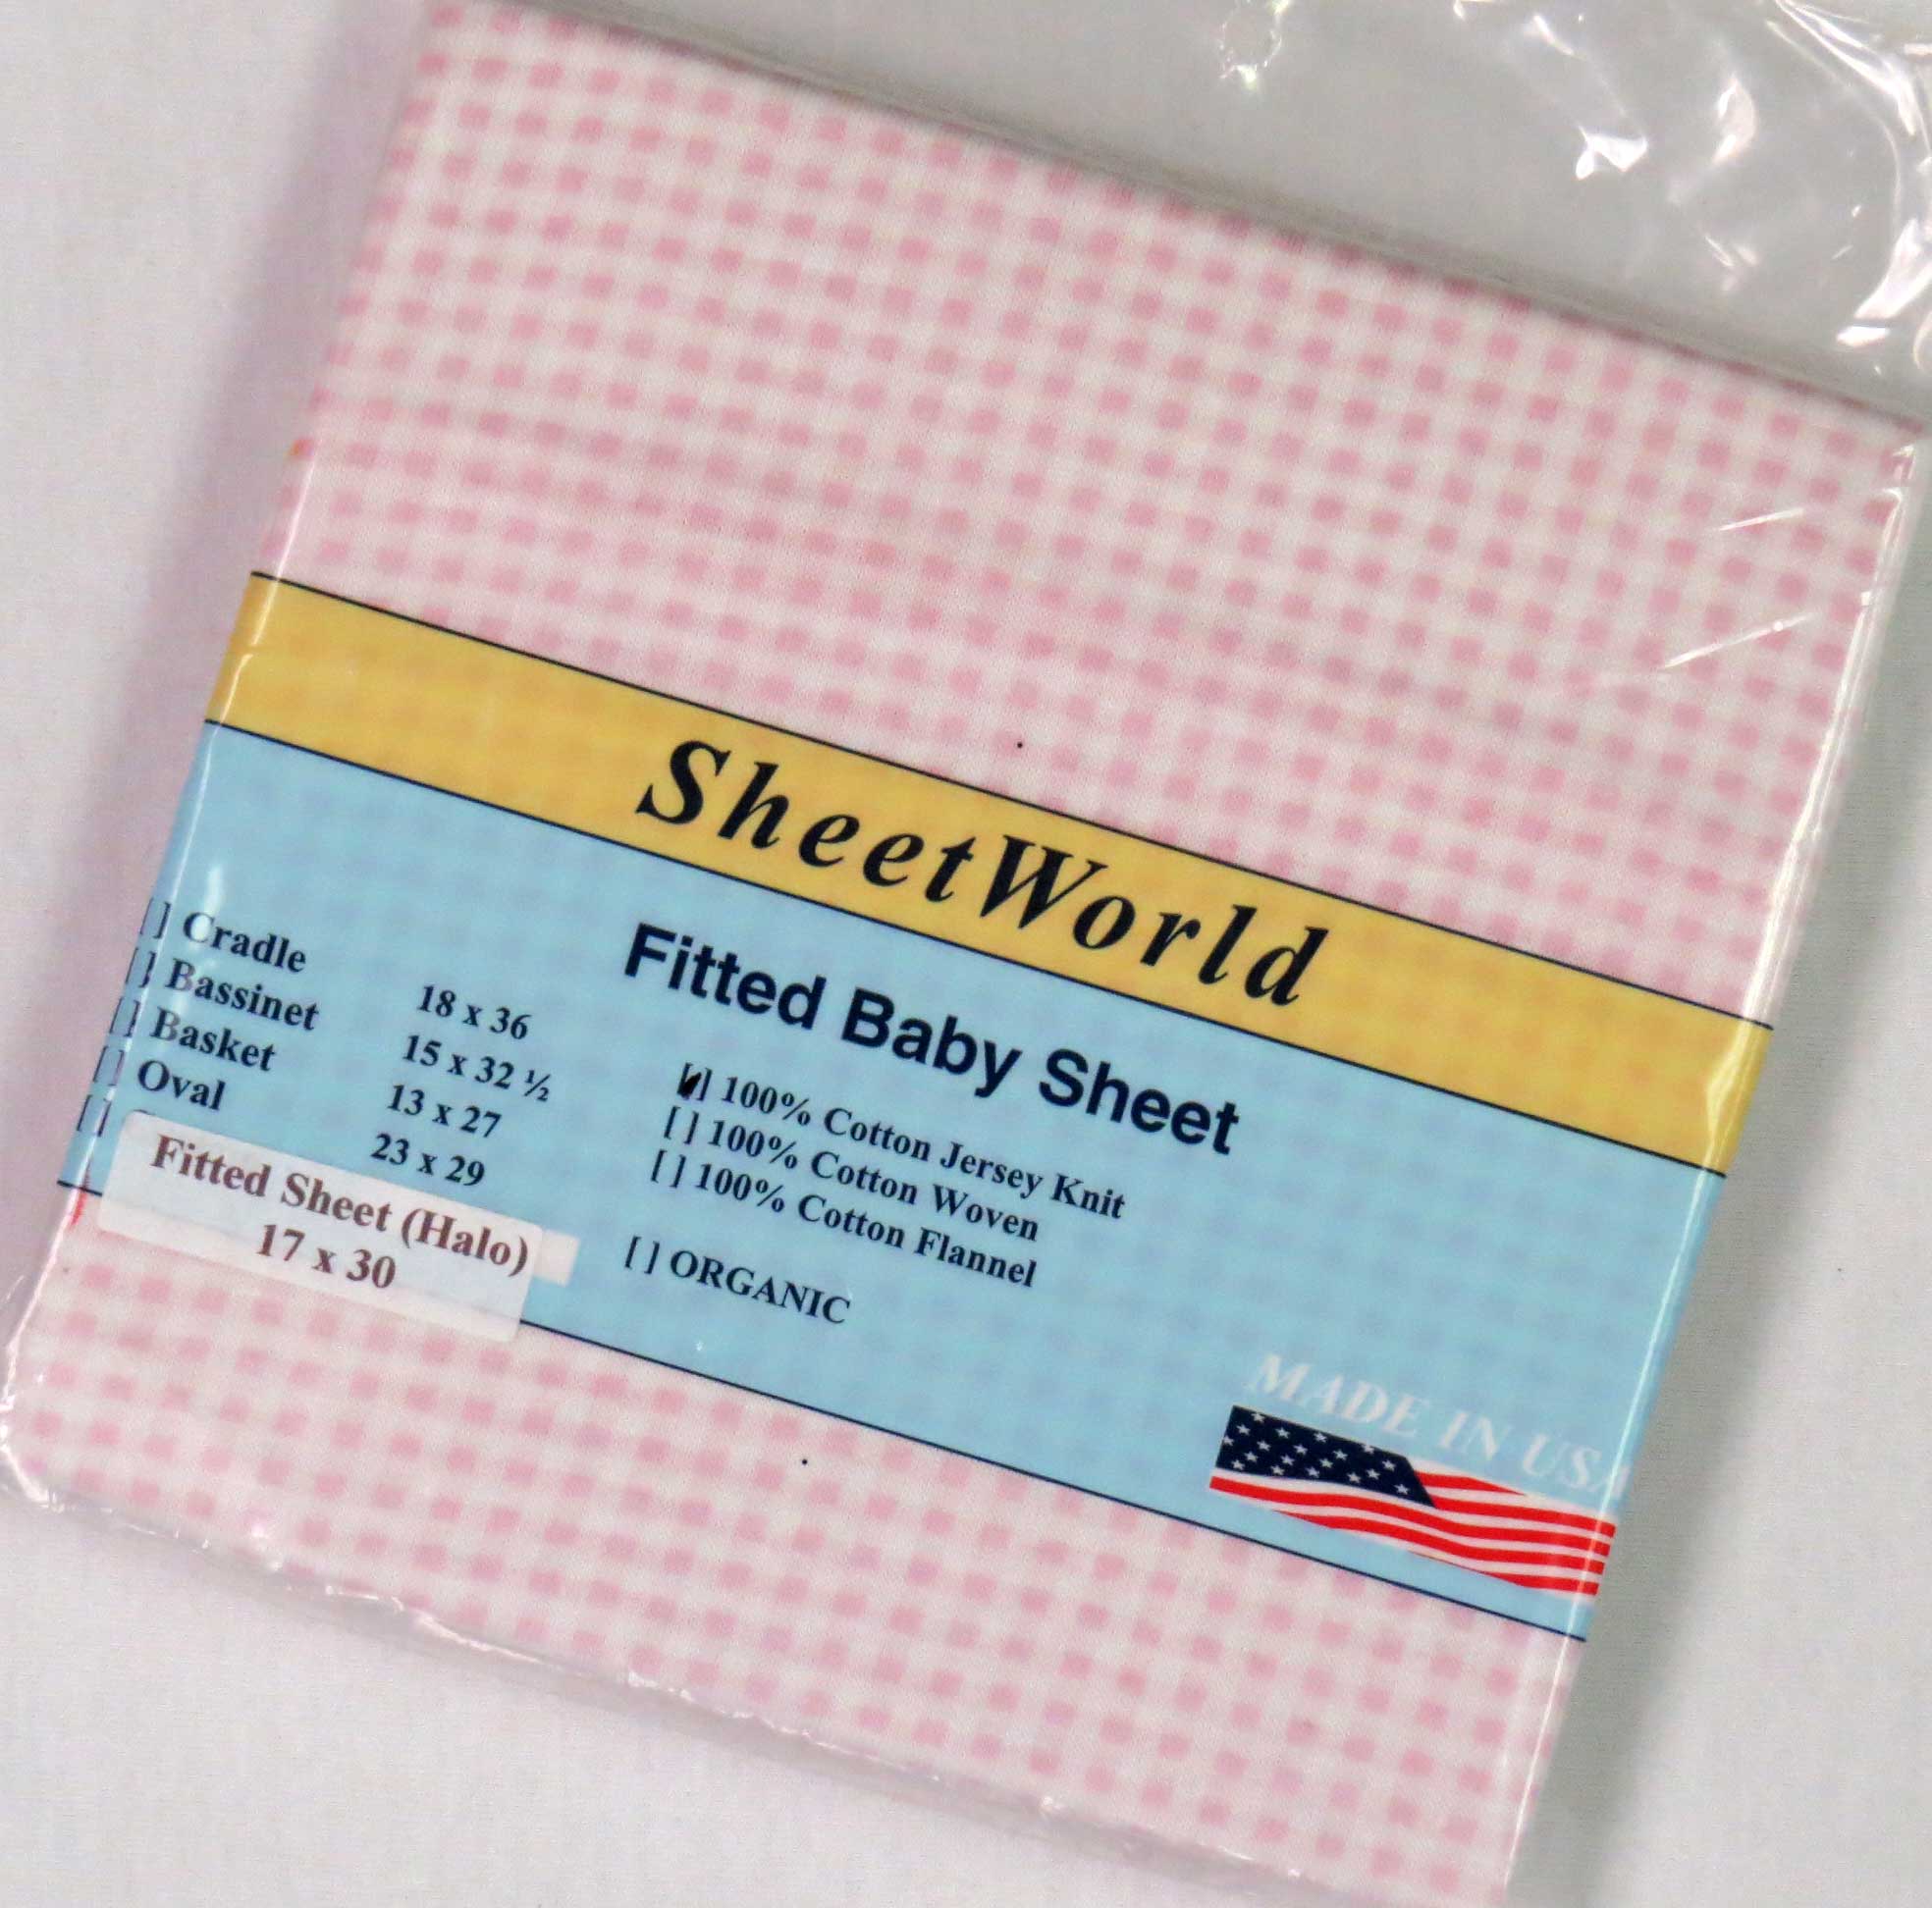 SheetWorld
Fitted Baby Sheet
[ ] Cradle 18 x 36
[ ] Bassinet 15 x 32 ½
[ ] Basket 13 x 27
[ ] Oval 23 x 29
[ ]
Fitted Sheet (Halo)
17 x 30
[✓] 100% Cotton Jersey Knit
[ ] 100% Cotton Woven
[ ] 100% Cotton Flannel
[ ] ORGANIC
MADE IN USA